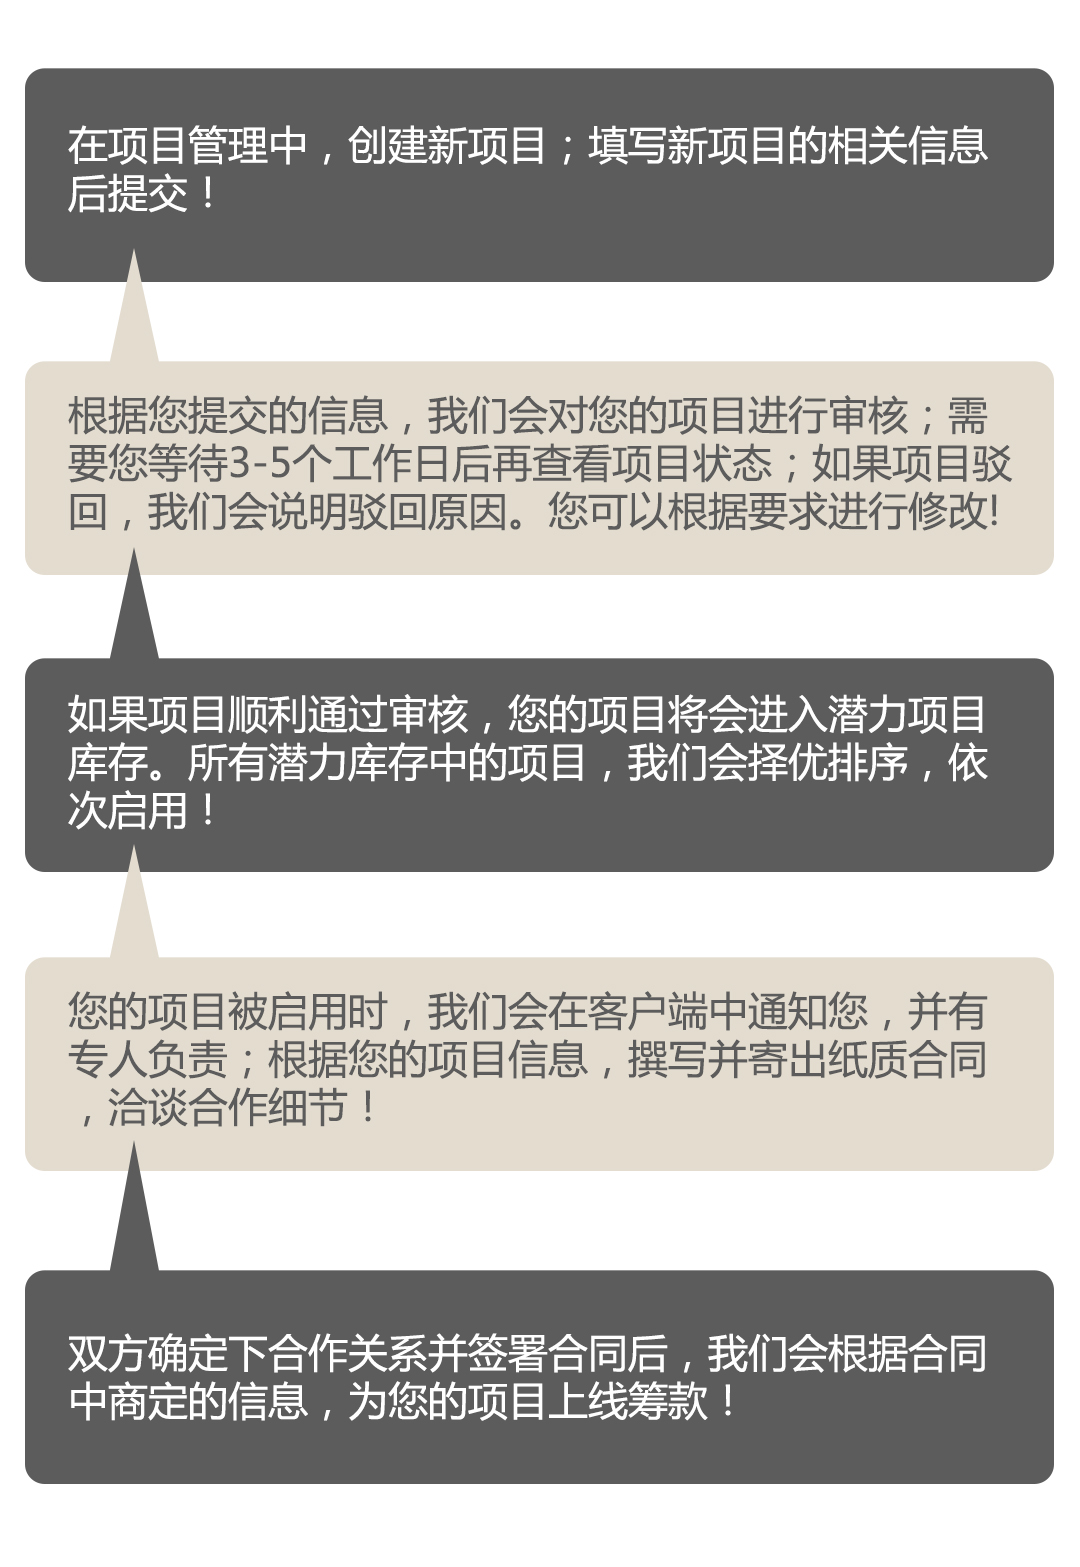 在项目管理中，创建新项目；填写新项目的相关信息
后提交！
根据您提交的信息，我们会对您的项目进行审核；需
要您等待3-5个工作日后再查看项目状态；如果项目驳
回，我们会说明驳回原因。您可以根据要求进行修改!
如果项目顺利通过审核，您的项目将会进入潜力项目
库存。所有潜力库存中的项目，我们会择优排序，依
次启用！
您的项目被启用时，我们会在客户端中通知您，并有
专人负责；根据您的项目信息，撰写并寄出纸质合同
，洽谈合作细节！
双方确定下合作关系并签署合同后，我们会根据合同
中商定的信息，为您的项目上线筹款！